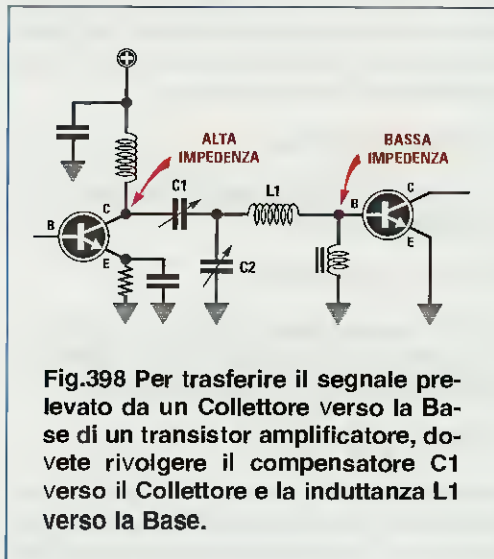 ALTA
IMPEDENZA
BASSA
IMPEDENZA
C1
L1
C
B
E
C2
C
B
E
Fig.398 Per trasferire il segnale pre-
levato da un Collettore verso la Ba-
se di un transistor amplificatore, do-
vete rivolgere il compensatore C1
verso il Collettore e la induttanza L1
verso la Base.